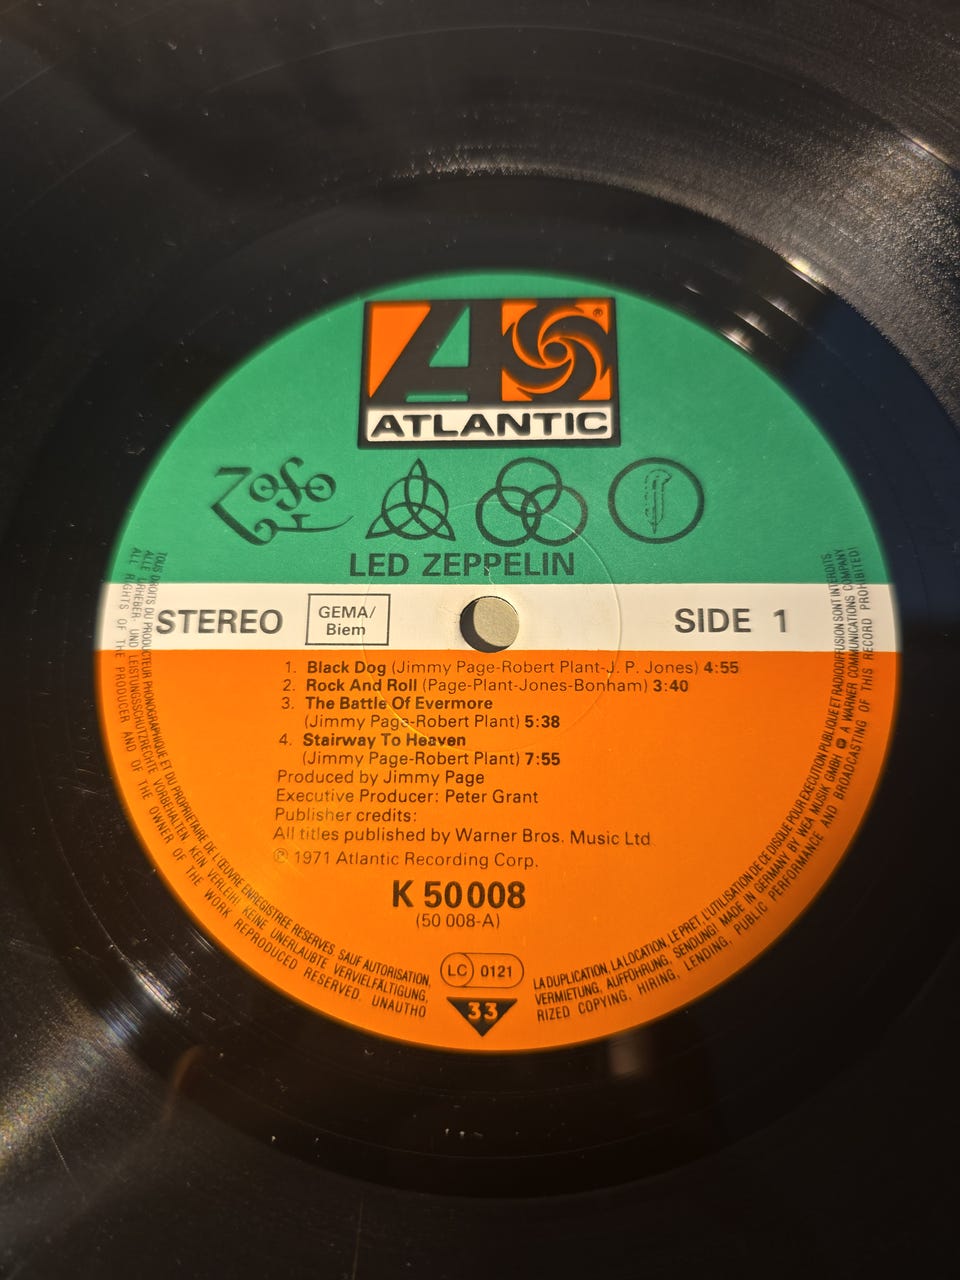 ATLANTIC
®
ZoSo
LED ZEPPELIN
STEREO
GEMA/
Biem
SIDE 1
1. Black Dog (Jimmy Page-Robert Plant-J. P. Jones) 4:55
2. Rock And Roll (Page-Plant-Jones-Bonham) 3:40
3. The Battle Of Evermore
(Jimmy Page-Robert Plant) 5:38
4. Stairway To Heaven
(Jimmy Page-Robert Plant) 7:55
Produced by Jimmy Page
Executive Producer: Peter Grant
Publisher credits:
All titles published by Warner Bros. Music Ltd
℗ 1971 Atlantic Recording Corp.
K 50 008
(50 008-A)
LC 0121
33
TOUS DROITS DU PRODUCTEUR PHONOGRAPHIQUE ET DU PROPRIETAIRE DE L'ŒUVRE ENREGISTREE RESERVES. SAUF AUTORISATION, LA DUPLICATION, LA LOCATION, LE PRET, L'UTILISATION DE CE DISQUE POUR EXECUTION PUBLIQUE ET RADIODIFFUSION SONT INTERDITS
ALLE URHEBER- UND LEISTUNGSSCHUTZRECHTE VORBEHALTEN. KEIN VERLEIH! KEINE UNERLAUBTE VERVIELFÄLTIGUNG, VERMIETUNG, AUFFÜHRUNG, SENDUNG! MADE IN GERMANY BY WEA MUSIK GMBH A WARNER COMMUNICATIONS COMPANY
ALL RIGHTS OF THE PRODUCER AND OF THE OWNER OF THE WORK REPRODUCED RESERVED. UNAUTHORIZED COPYING, HIRING, LENDING, PUBLIC PERFORMANCE AND BROADCASTING OF THIS RECORD PROHIBITED!